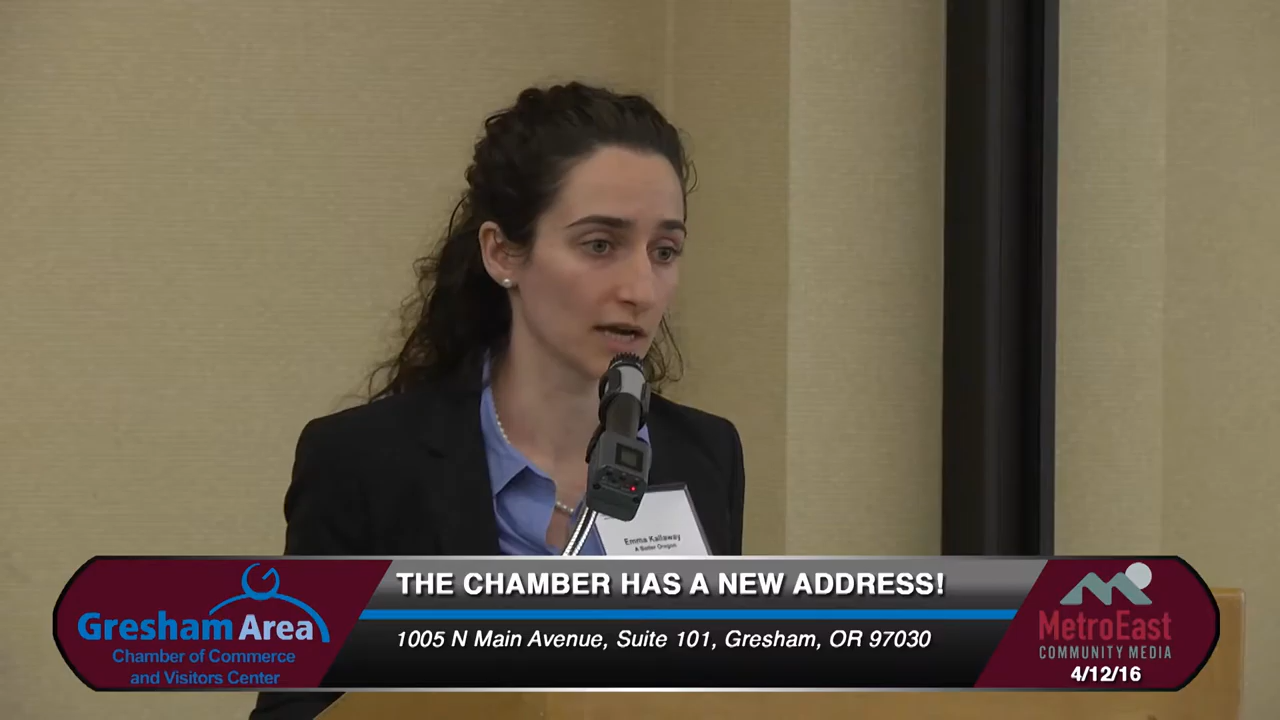 Emma Kallaway
A Better Oregon
THE CHAMBER HAS A NEW ADDRESS!
1005 N Main Avenue, Suite 101, Gresham, OR 97030
Gresham Area
Chamber of Commerce
and Visitors Center
MetroEast
COMMUNITY MEDIA
4/12/16